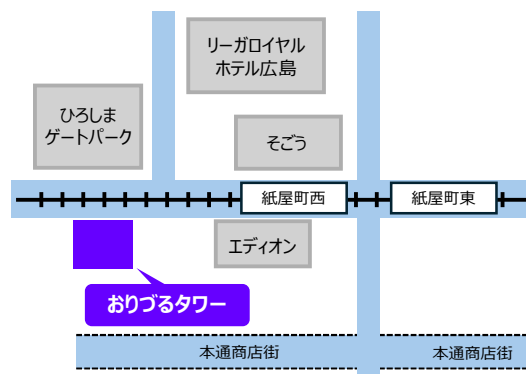 リーガロイヤル
ホテル広島
ひろしま
ゲートパーク
そごう
紙屋町西
紙屋町東
エディオン
おりづるタワー
本通商店街
本通商店街